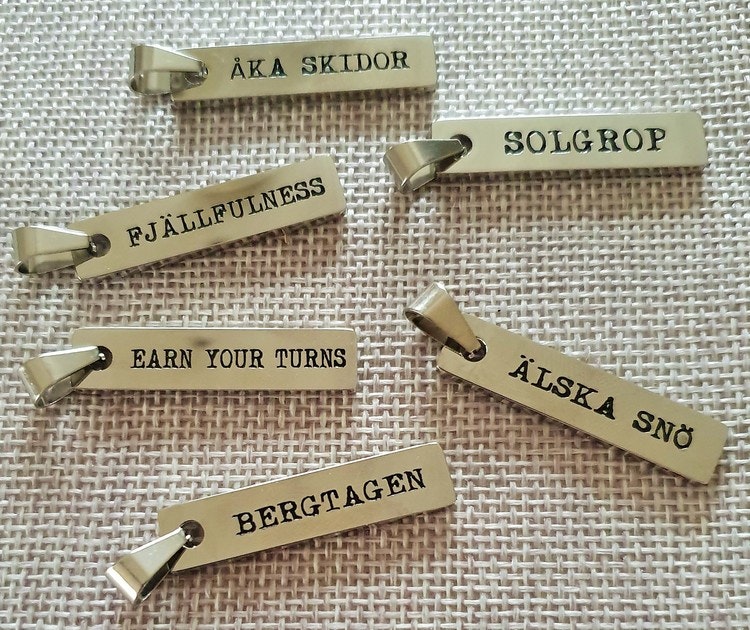 ÅKA SKIDOR
SOLGROP
FJÄLLFULNESS
EARN YOUR TURNS
ÄLSKA SNÖ
BERGTAGEN